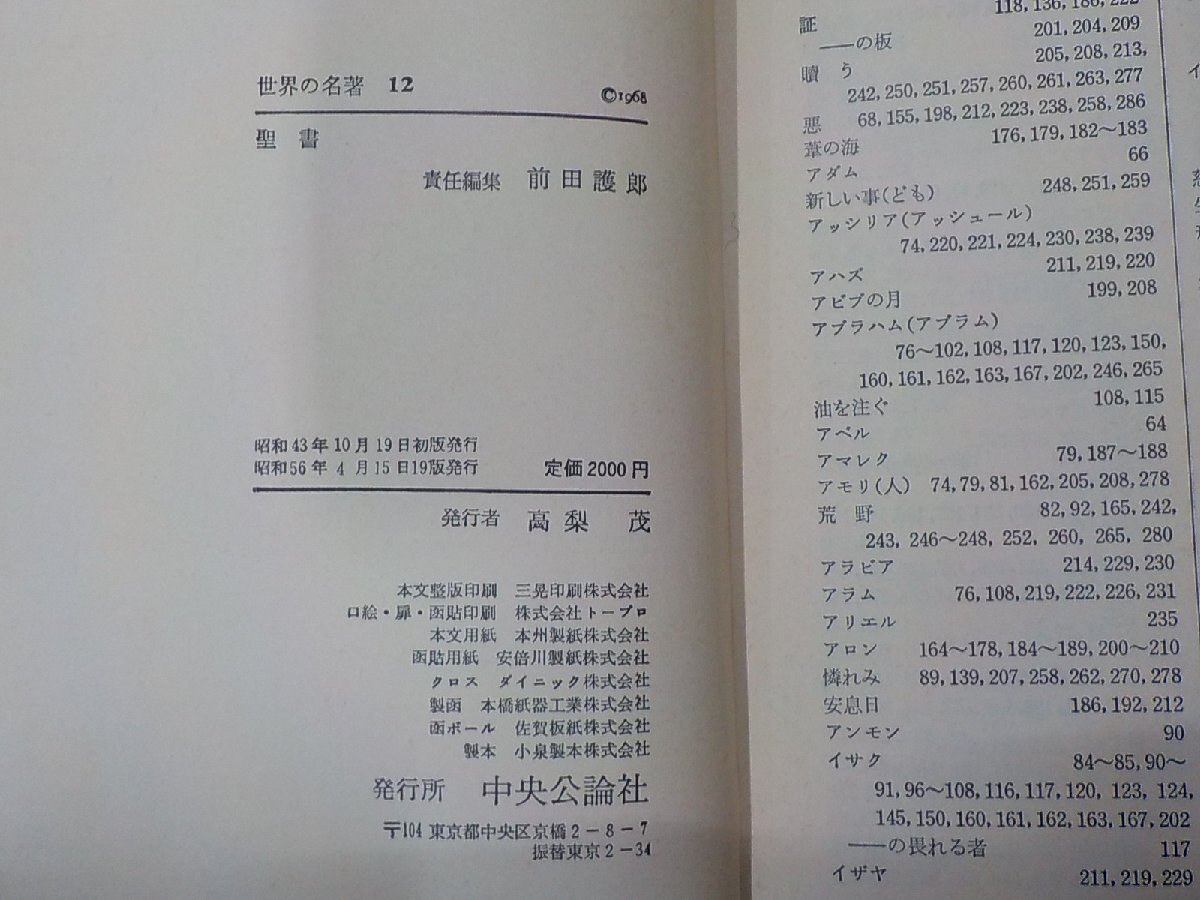 世界の名著 12
©1968
聖 書
責任編集 前田護郎
昭和43年10月19日初版発行
昭和56年 4月15日19版発行
定価2000円
発行者 高梨 茂
本文整版印刷 三晃印刷株式会社
口絵・扉・函貼印刷 株式会社トープロ
本文用紙 本州製紙株式会社
函貼用紙 安倍川製紙株式会社
クロス ダイニック株式会社
製函 本橋紙器工業株式会社
函ボール 佐賀板紙株式会社
製本 小泉製本株式会社
発行所 中央公論社
〒104 東京都中央区京橋2-8-7
振替東京2-34
118,136,186,222
証 201,204,209
――の板 205,208,213,
贖 う
242,250,251,257,260,261,263,277
悪 68,155,198,212,223,238,258,286
葦の海 176,179,182〜183
アダム 66
新しい事(ども) 248,251,259
アッシリア(アッシュール)
74,220,221,224,230,238,239
アハズ 211,219,220
アビブの月 199,208
アブラハム(アブラム)
76〜102,108,117,120,123,150,
160,161,162,163,167,202,246,265
油を注ぐ 108,115
アベル 64
アマレク 79,187〜188
アモリ(人) 74,79,81,162,205,208,278
荒 野 82,92,165,242,
243, 246〜248, 252, 260, 265, 280
アラビア 214,229,230
アラム 76,108,219,222,226,231
アリエル 235
アロン 164〜178,184〜189,200〜210
憐れみ 89,139,207,258,262,270,278
安息日 186,192,212
アンモン 90
イサク 84〜85,90〜
91,96〜108,116,117,120, 123, 124,
145,150,160,161,162,163,167,202
――の畏れる者 117
イザヤ 211,219,229